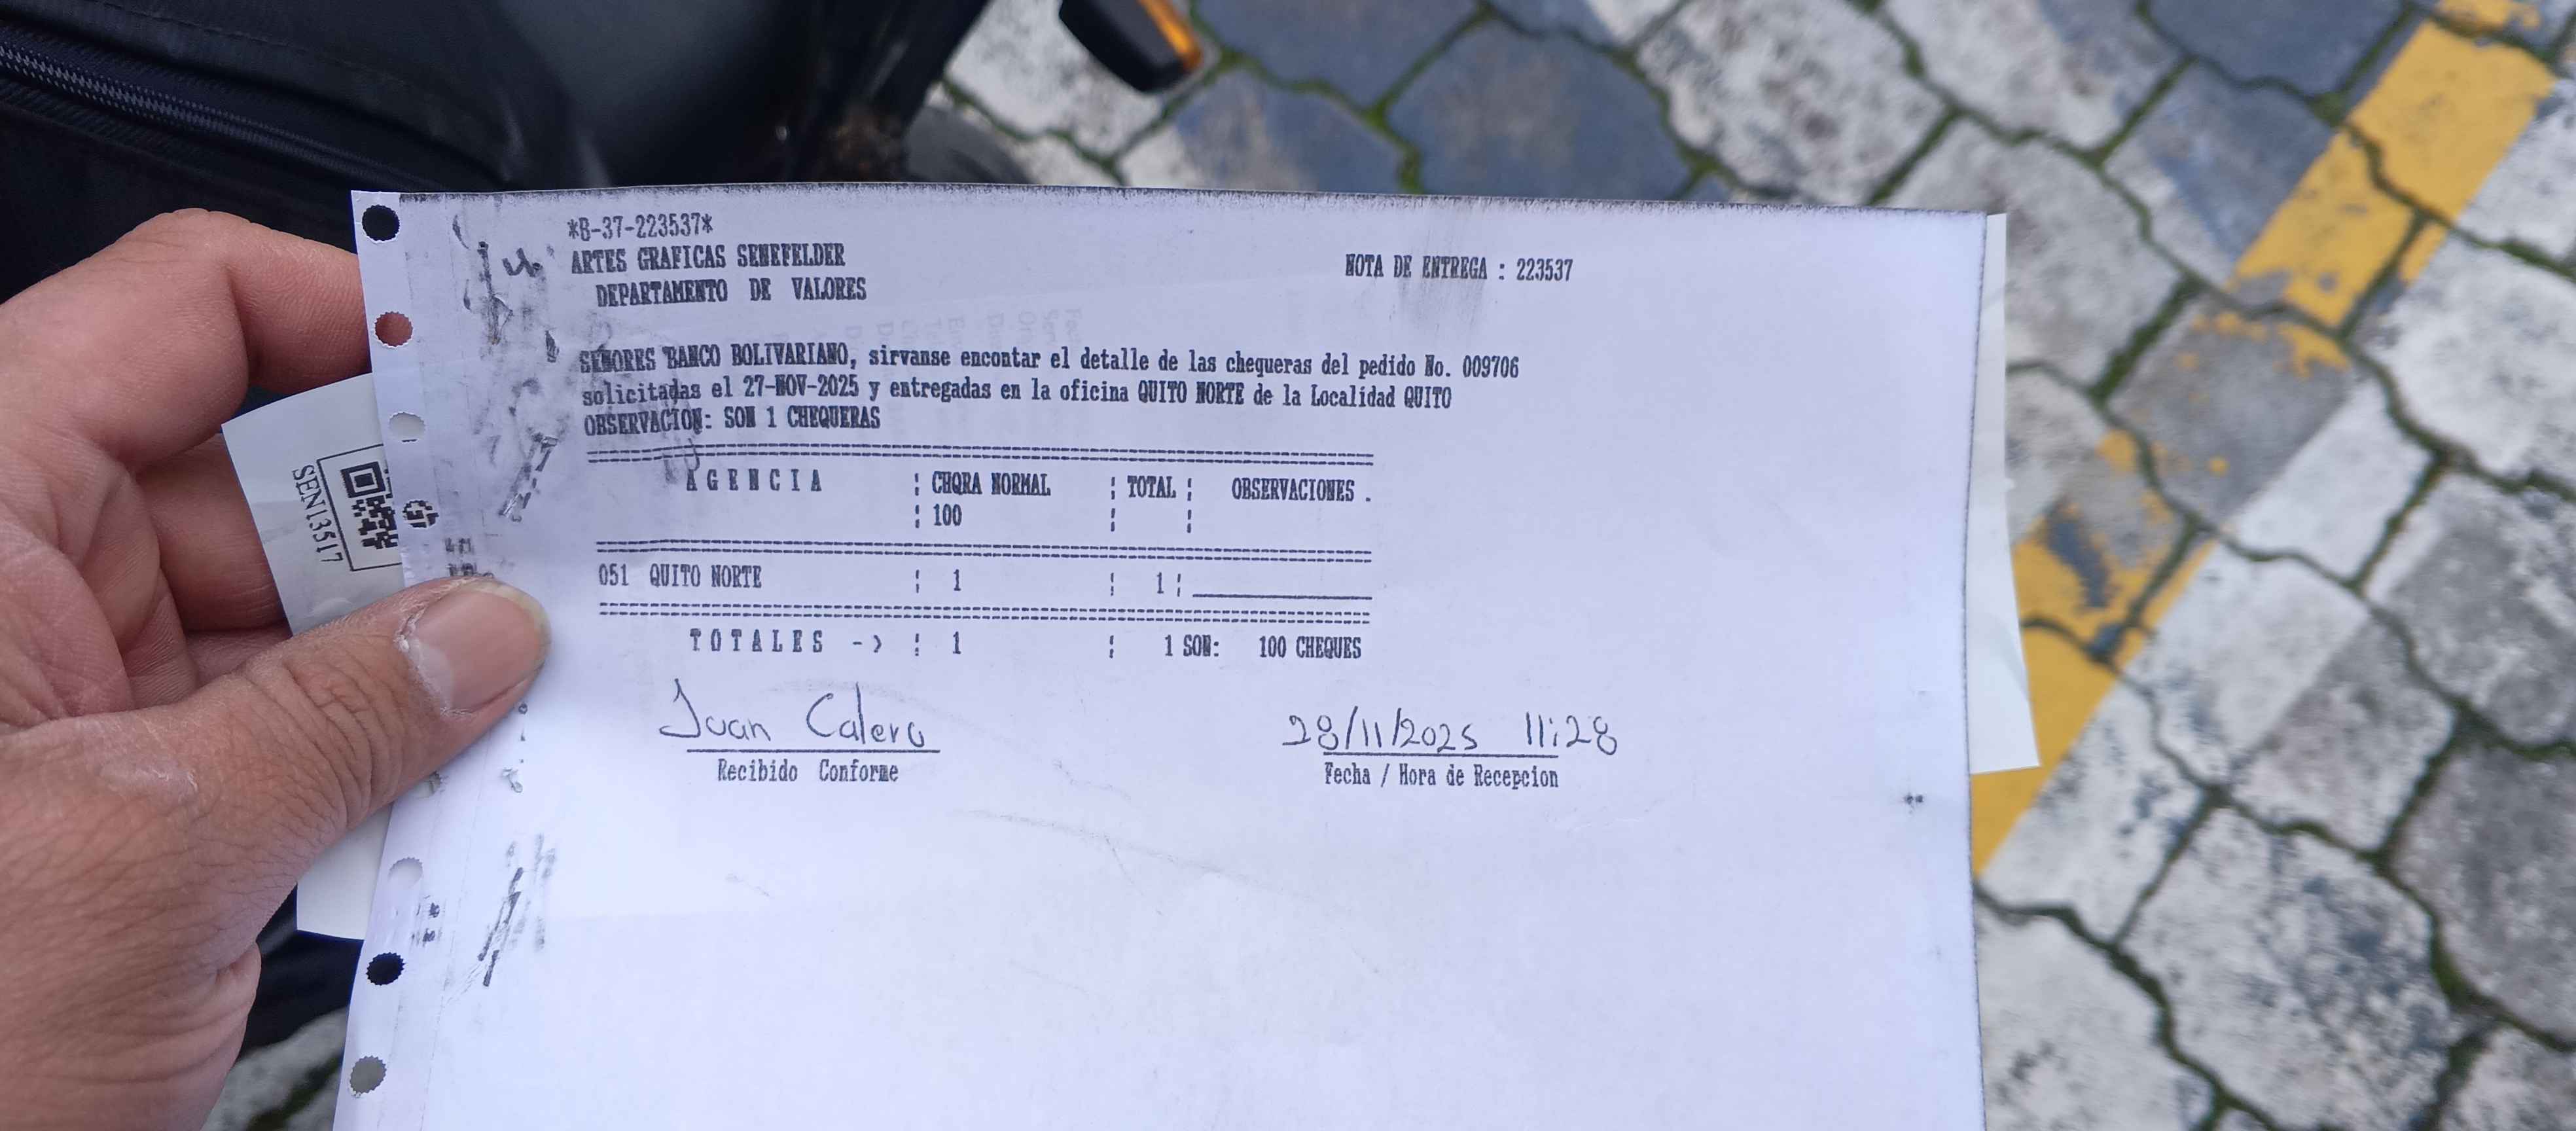 *B-37-223537*
ARTES GRAFICAS SENEFELDER
DEPARTAMENTO DE VALORES
NOTA DE ENTREGA : 223537
SEÑORES BANCO BOLIVARIANO, sirvanse encontar el detalle de las chequeras del pedido No. 009706
solicitadas el 27-NOV-2025 y entregadas en la oficina QUITO NORTE de la Localidad QUITO
OBSERVACION: SON 1 CHEQUERAS
A G E N C I A ¦ CHQRA NORMAL ¦ TOTAL ¦ OBSERVACIONES .
¦ 100 ¦ ¦
051 QUITO NORTE ¦ 1 ¦ 1 ¦
T O T A L E S -> ¦ 1 ¦ 1 SON: 100 CHEQUES
Juan Calero 28/11/2025 11:28
Recibido Conforme Fecha / Hora de Recepcion
SEN13517